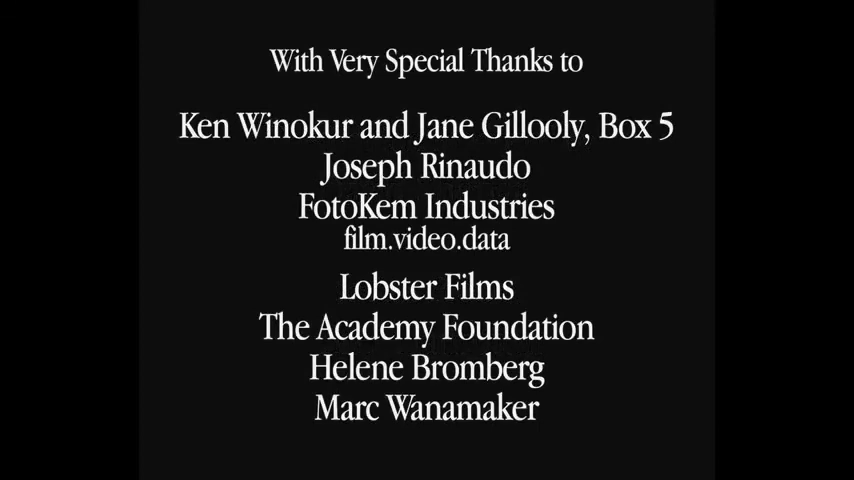 With Very Special Thanks to
Ken Winokur and Jane Gillooly, Box 5
Joseph Rinaudo
FotoKem Industries
film.video.data
Lobster Films
The Academy Foundation
Helene Bromberg
Marc Wanamaker